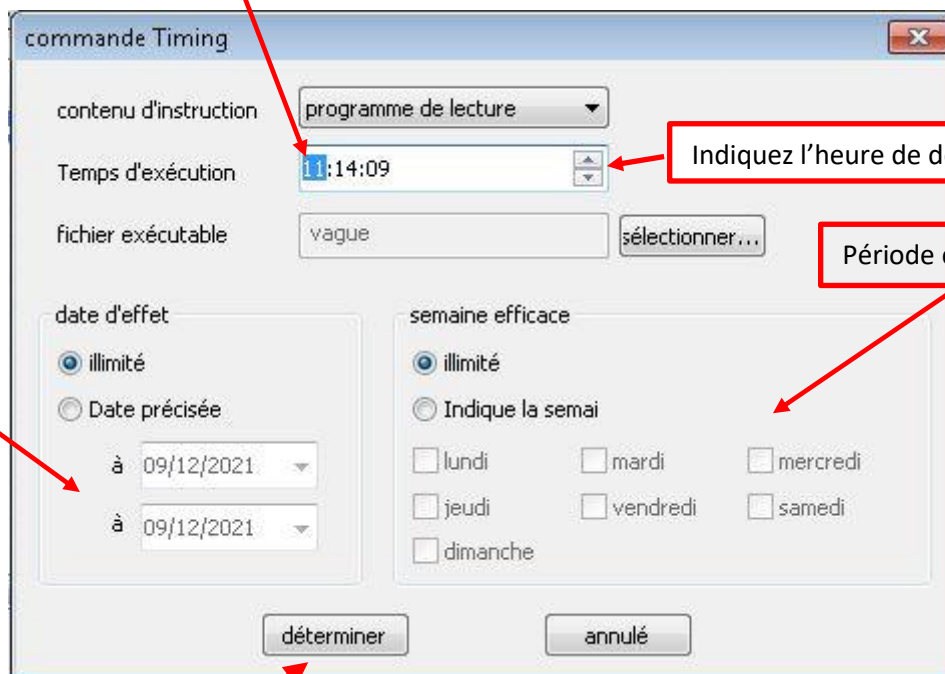 commande Timing
contenu d'instruction programme de lecture
Temps d'exécution 11:14:09
Indiquez l'heure de
fichier exécutable vague sélectionner...
Période
date d'effet semaine efficace
illimité illimité
Date précisée Indique la semai
à 09/12/2021 lundi mardi mercredi
à 09/12/2021 jeudi vendredi samedi
dimanche
déterminer annulé